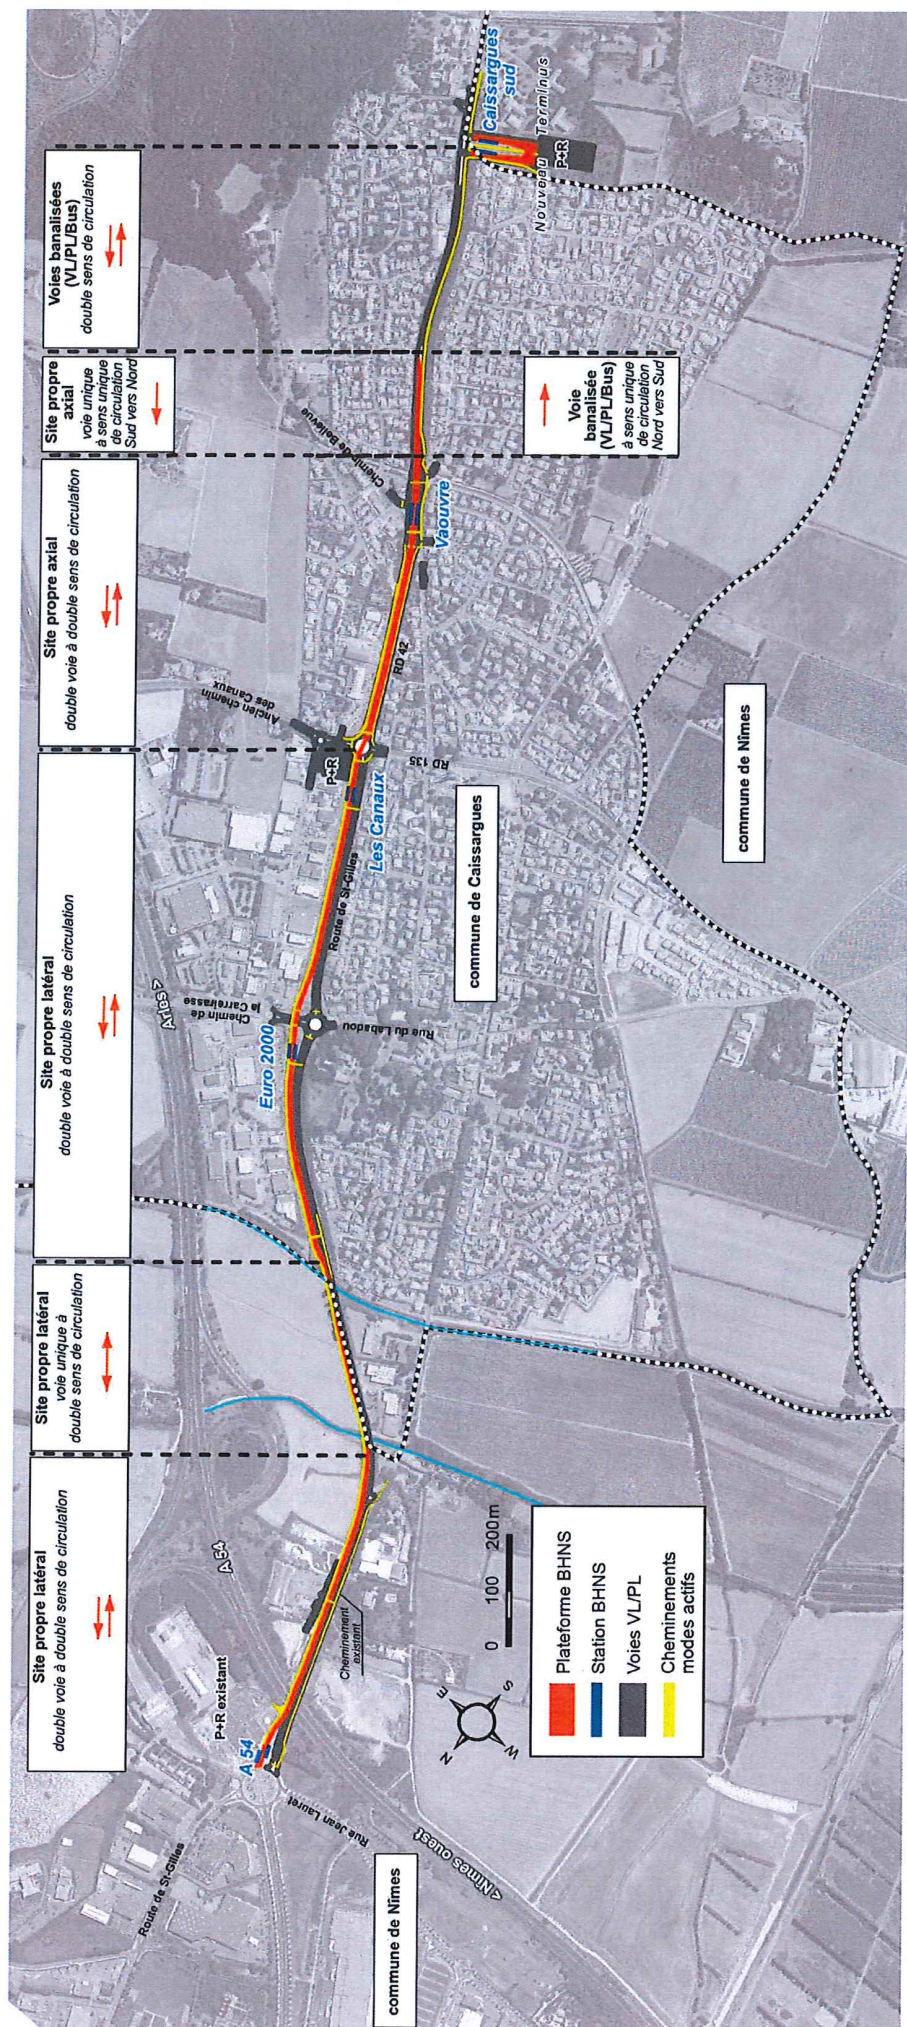 Site propre latéral
double voie à double sens de circulation
Site propre latéral
voie unique à
double sens de circulation
Site propre latéral
double voie à double sens de circulation
Site propre axial
double voie à double sens de circulation
Site propre
axial
voie unique
à sens unique
de circulation
Sud vers Nord
Voies banalisées
(VL/PL/Bus)
double sens de circulation
Voie
banalisée
(VL/PL/Bus)
à sens unique
de circulation
Nord vers Sud
Route de St-Gilles
P+R existant
A 54
A 54
Rue Jean Lauret
< Nîmes ouest
commune de Nîmes
Cheminement
existant
Arles >
Euro 2000
Chemin de
la Carreirasse
Rue du Labadou
Route de St-Gilles
P+R
Les Canaux
Ancien chemin
des Canaux
RD 135
RD 42
Chemin de Bellevue
Vaouvre
Caissargues
sud
Nouveau Terminus
P+R
commune de Caissargues
commune de Nîmes
N
E
S
W
0 100 200m
Plateforme BHNS
Station BHNS
Voies VL/PL
Cheminements
modes actifs